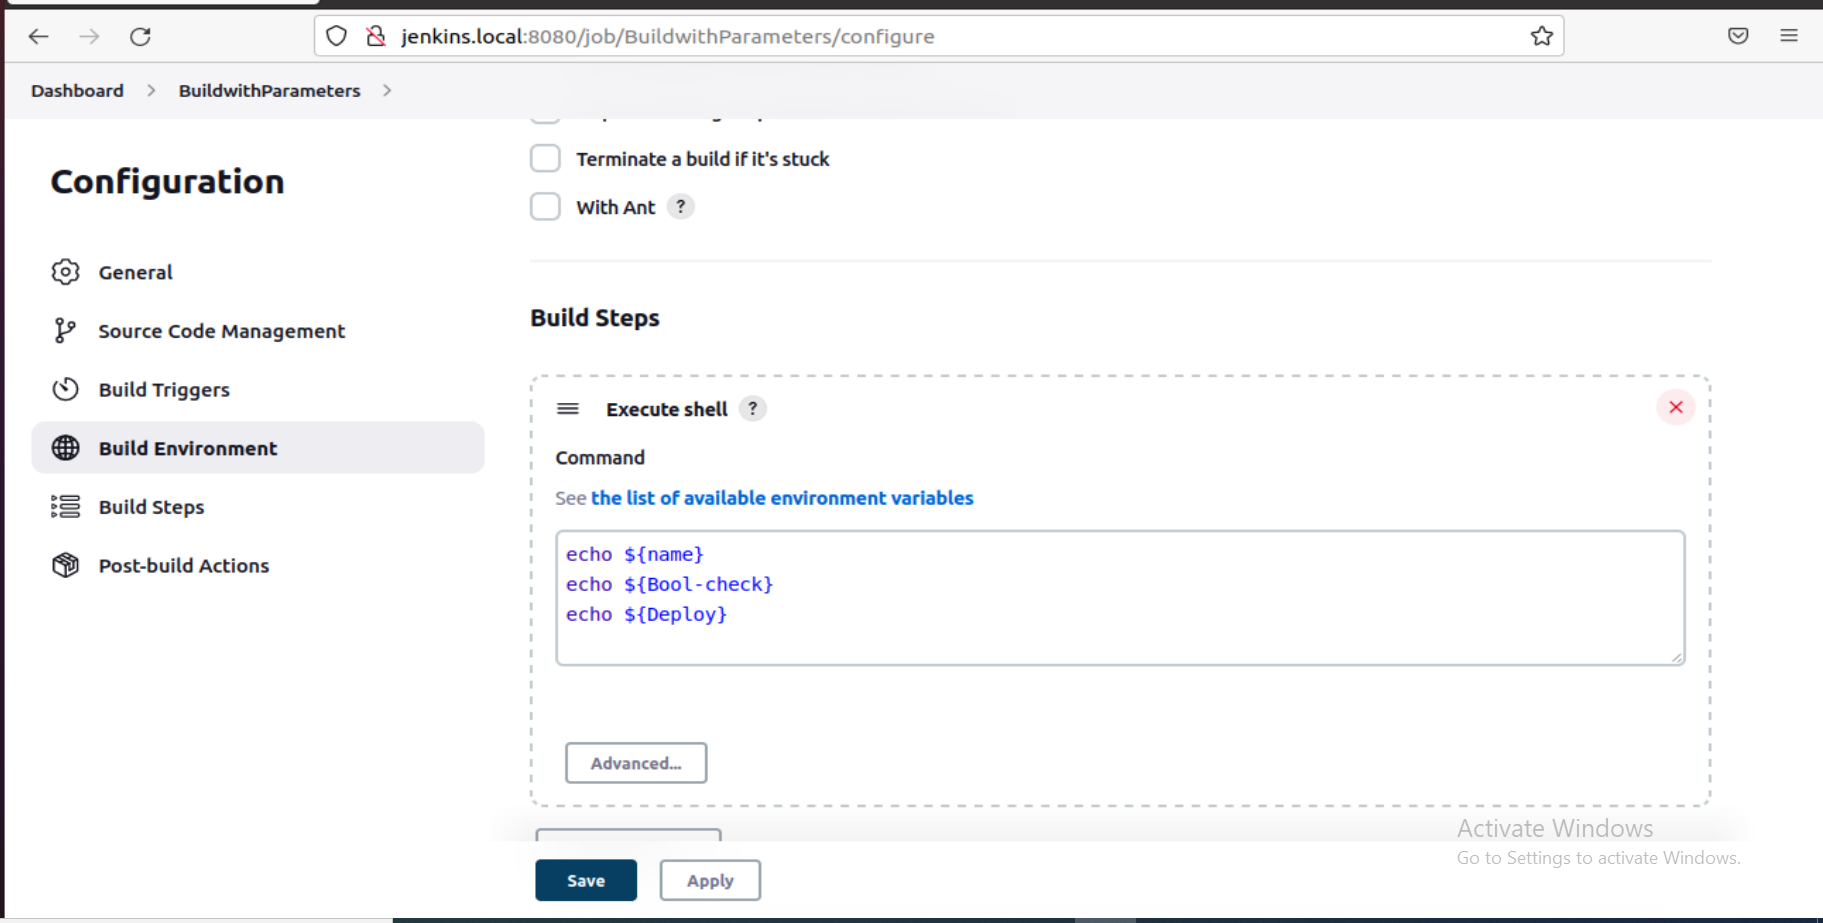 jenkins.local:8080/job/BuildwithParameters/configure
Dashboard > BuildwithParameters >
Configuration
General
Source Code Management
Build Triggers
Build Environment
Build Steps
Post-build Actions
Terminate a build if it's stuck
With Ant ?
Build Steps
Execute shell ?
Command
See the list of available environment variables
echo ${name}
echo ${Bool-check}
echo ${Deploy}
Advanced...
Save
Apply
Activate Windows
Go to Settings to activate Windows.